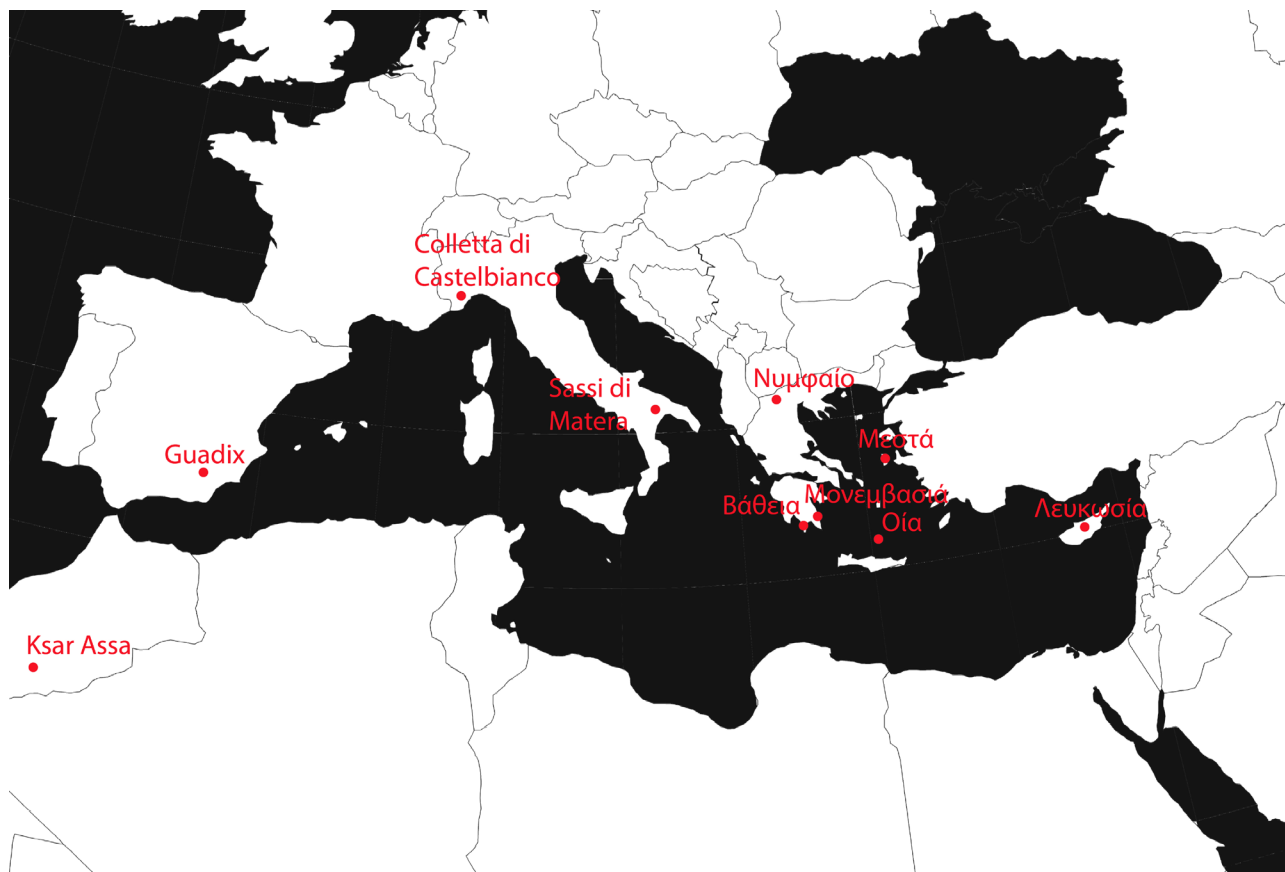 Colletta di
Castelbianco
Sassi di
Matera
Νυμφαίο
Guadix
Μεστά
Βάθεια
Μονεμβασιά
Οία
Λευκωσία
Ksar Assa